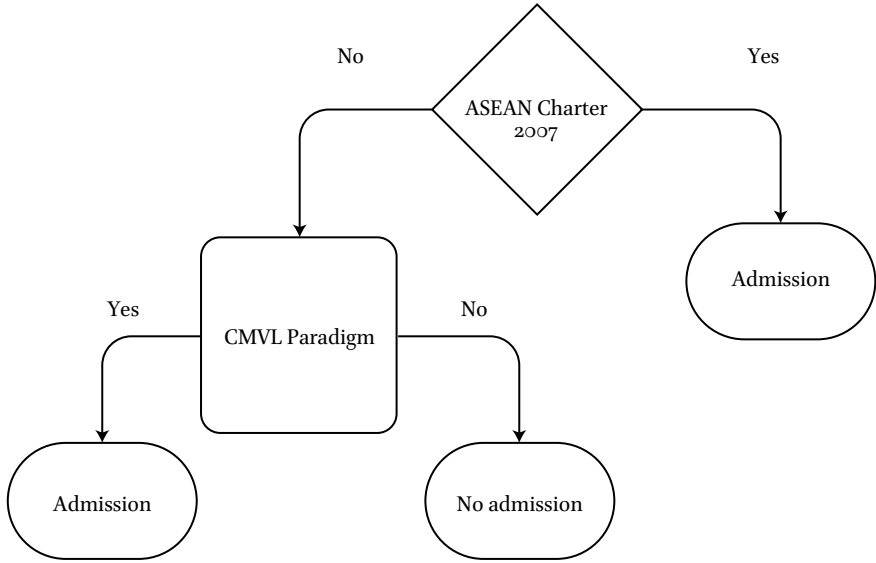 No
Yes
ASEAN Charter
2007
Admission
Yes
No
CMVL Paradigm
Admission
No admission